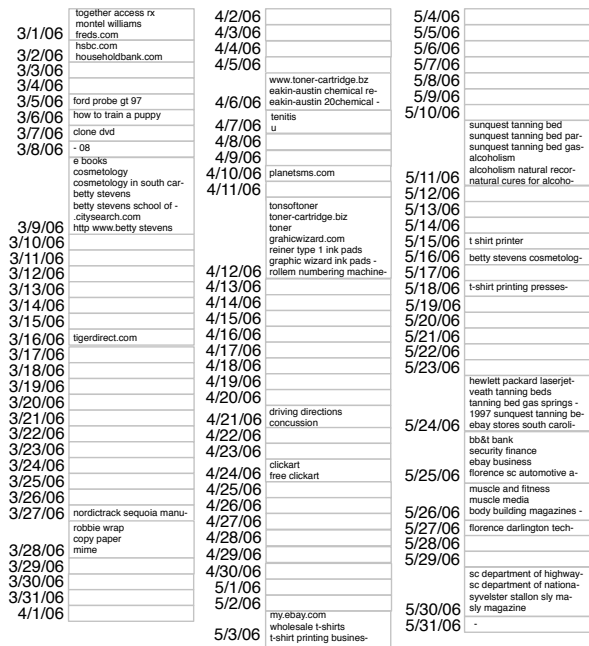 together access rx
montel williams
3/1/06 freds.com
hsbc.com
3/2/06 householdbank.com
3/3/06
3/4/06
3/5/06 ford probe gt 97
3/6/06 how to train a puppy
3/7/06 clone dvd
3/8/06 - 08
e books
cosmetology
cosmetology in south car-
betty stevens
betty stevens school of -
.citysearch.com
3/9/06 http www.betty stevens
3/10/06
3/11/06
3/12/06
3/13/06
3/14/06
3/15/06
3/16/06 tigerdirect.com
3/17/06
3/18/06
3/19/06
3/20/06
3/21/06
3/22/06
3/23/06
3/24/06
3/25/06
3/26/06
3/27/06 nordictrack sequoia manu-
robbie wrap
copy paper
3/28/06 mime
3/29/06
3/30/06
3/31/06
4/1/06
4/2/06
4/3/06
4/4/06
4/5/06
www.toner-cartridge.bz
eakin-austin chemical re-
4/6/06 eakin-austin 20chemical -
tenitis
4/7/06 u
4/8/06
4/9/06
4/10/06 planetsms.com
4/11/06
tonsoftoner
toner-cartridge.biz
toner
grahicwizard.com
reiner type 1 ink pads
graphic wizard ink pads -
4/12/06 rollem numbering machine-
4/13/06
4/14/06
4/15/06
4/16/06
4/17/06
4/18/06
4/19/06
4/20/06
driving directions
4/21/06 concussion
4/22/06
4/23/06
clickart
4/24/06 free clickart
4/25/06
4/26/06
4/27/06
4/28/06
4/29/06
4/30/06
5/1/06
5/2/06
my.ebay.com
wholesale t-shirts
5/3/06 t-shirt printing busines-
5/4/06
5/5/06
5/6/06
5/7/06
5/8/06
5/9/06
5/10/06
sunquest tanning bed
sunquest tanning bed par-
sunquest tanning bed gas-
alcoholism
alcoholism natural recor-
5/11/06 natural cures for alcoho-
5/12/06
5/13/06
5/14/06
5/15/06 t shirt printer
5/16/06 betty stevens cosmetolog-
5/17/06
5/18/06 t-shirt printing presses-
5/19/06
5/20/06
5/21/06
5/22/06
5/23/06
hewlett packard laserjet-
veath tanning beds
tanning bed gas springs -
1997 sunquest tanning be-
5/24/06 ebay stores south caroli-
bb&t bank
security finance
ebay business
5/25/06 florence sc automotive a-
muscle and fitness
muscle media
5/26/06 body building magazines -
5/27/06 florence darlington tech-
5/28/06
5/29/06
sc department of highway-
sc department of nationa-
syvelster stallon sly ma-
5/30/06 sly magazine
5/31/06 -